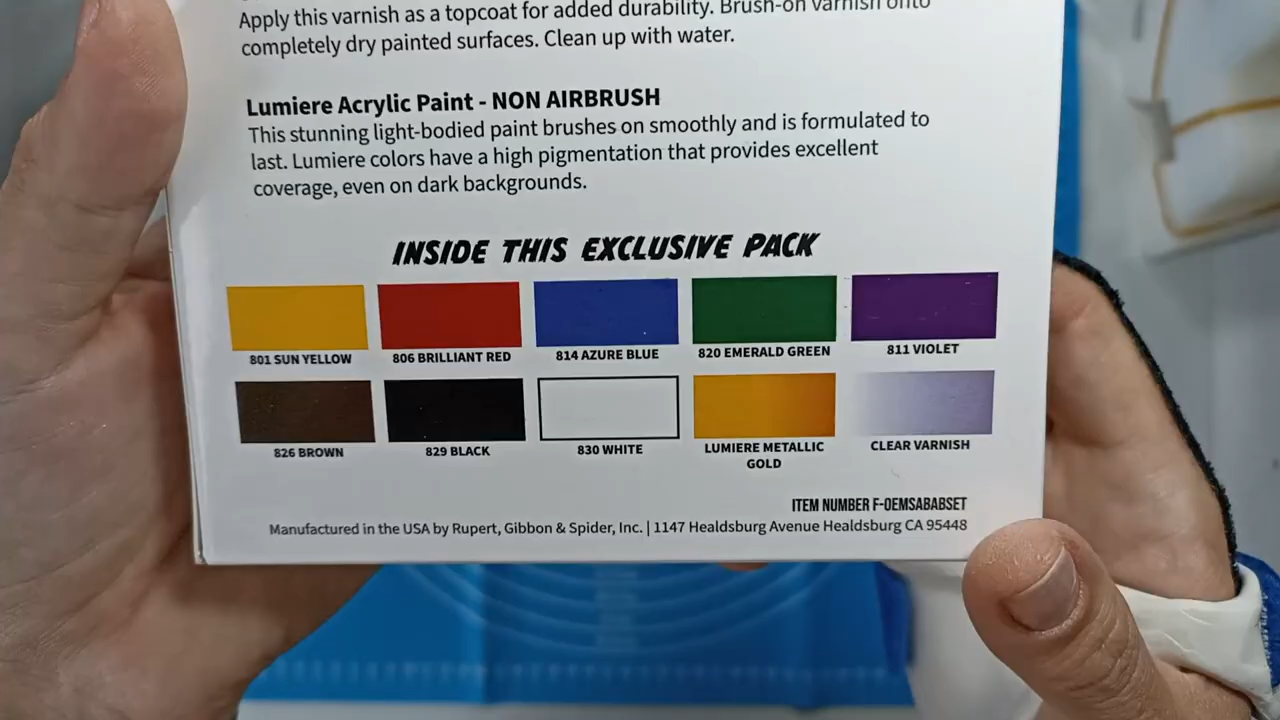 Apply this varnish as a topcoat for added durability. Brush-on varnish onto
completely dry painted surfaces. Clean up with water.
Lumiere Acrylic Paint - NON AIRBRUSH
This stunning light-bodied paint brushes on smoothly and is formulated to
last. Lumiere colors have a high pigmentation that provides excellent
coverage, even on dark backgrounds.
INSIDE THIS EXCLUSIVE PACK
801 SUN YELLOW
806 BRILLIANT RED
814 AZURE BLUE
820 EMERALD GREEN
811 VIOLET
826 BROWN
829 BLACK
830 WHITE
LUMIERE METALLIC
GOLD
CLEAR VARNISH
ITEM NUMBER F-OEMSABABSET
Manufactured in the USA by Rupert, Gibbon & Spider, Inc. | 1147 Healdsburg Avenue Healdsburg CA 95448